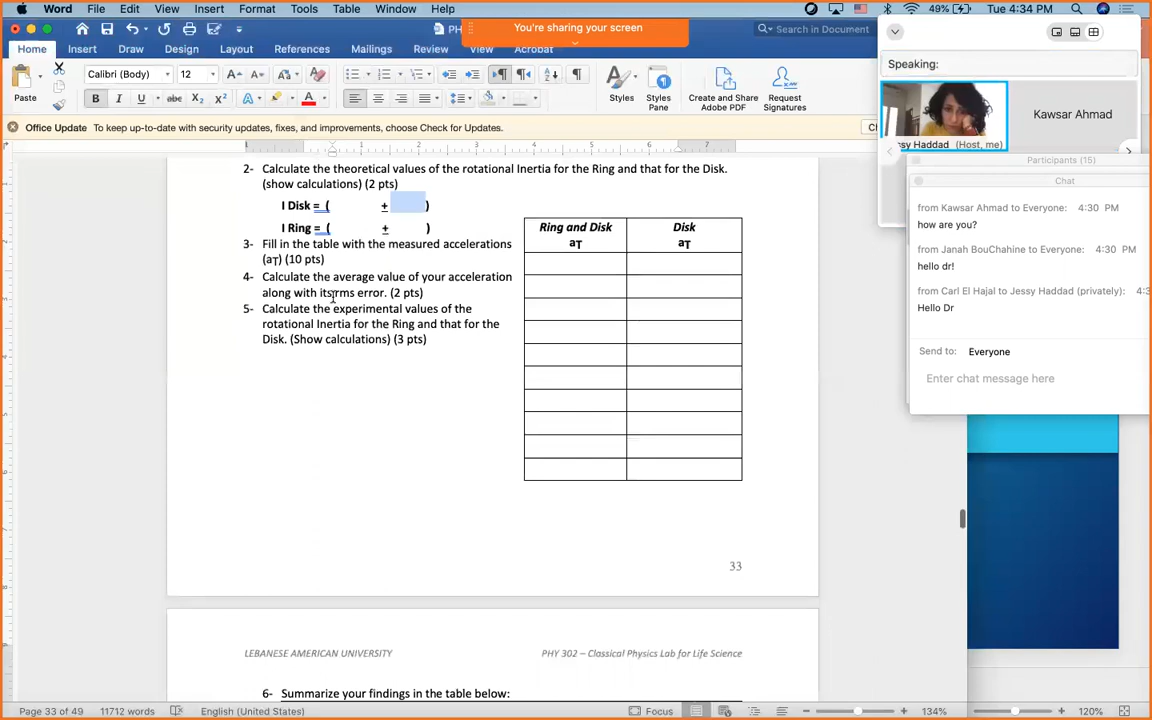 Word File Edit View Insert Format Tools Table Window Help
49% Tue 4:34 PM
You're sharing your screen
PH
Search in Document
Home Insert Draw Design Layout References Mailings Review View Acrobat
Speaking:
Paste
Calibri (Body) 12
Styles
Styles Pane
Create and Share Adobe PDF
Request Signatures
Kawsar Ahmad
ssy Haddad (Host, me)
Office Update To keep up-to-date with security updates, fixes, and improvements, choose Check for Updates.
Ch
Participants (15)
Chat
from Kawsar Ahmad to Everyone: 4:30 PM
how are you?
from Janah BouChahine to Everyone: 4:30 PM
hello dr!
from Carl El Hajal to Jessy Haddad (privately): 4:3
Hello Dr
Send to: Everyone
Enter chat message here
2- Calculate the theoretical values of the rotational Inertia for the Ring and that for the Disk.
(show calculations) (2 pts)
I Disk = ( ± )
I Ring = ( ± )
3- Fill in the table with the measured accelerations
(aT) (10 pts)
4- Calculate the average value of your acceleration
along with its rms error. (2 pts)
5- Calculate the experimental values of the
rotational Inertia for the Ring and that for the
Disk. (Show calculations) (3 pts)
Ring and Disk Disk
aT aT
33
LEBANESE AMERICAN UNIVERSITY PHY 302 – Classical Physics Lab for Life Science
6- Summarize your findings in the table below:
Page 33 of 49 11712 words English (United States) Focus 134%
120%